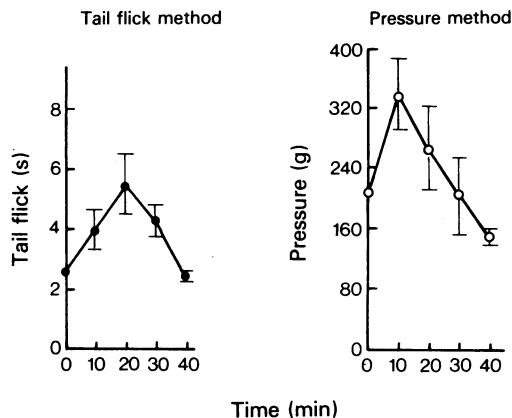 Tail flick method
Pressure method
Tail flick (s)
8
6
4
2
0
0 10 20 30 40
Pressure (g)
400
320
240
160
80
0
0 10 20 30 40
Time (min)